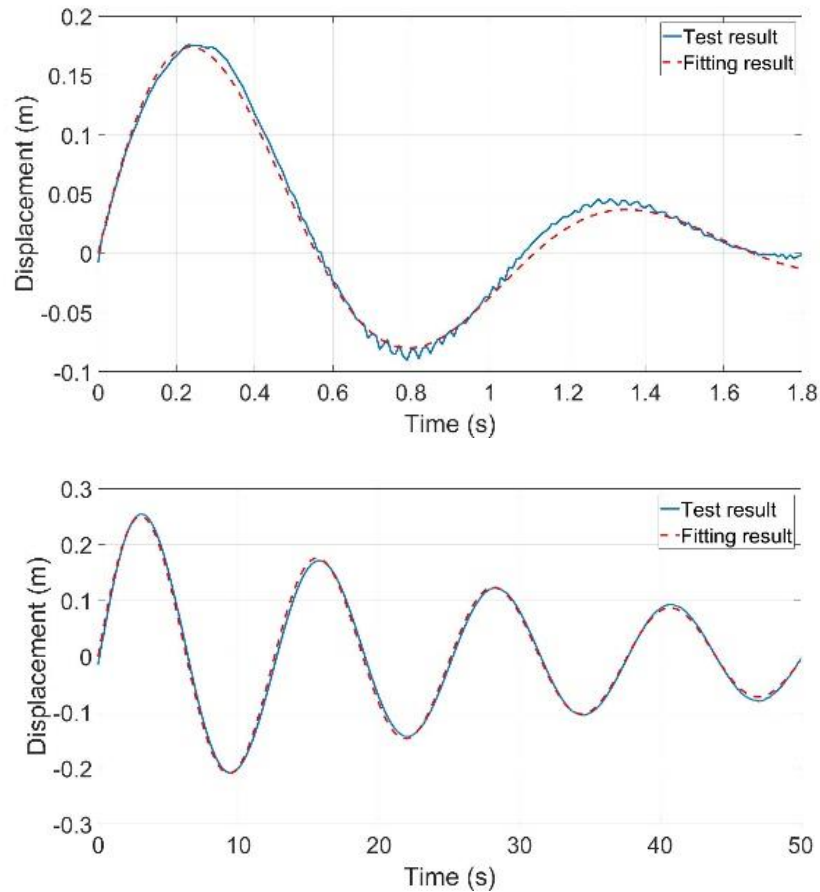 0.2
0.15
0.1
0.05
0
-0.05
-0.1
Displacement (m)
Test result
Fitting result
0 0.2 0.4 0.6 0.8 1 1.2 1.4 1.6 1.8
Time (s)
0.3
0.2
0.1
0
-0.1
-0.2
-0.3
Displacement (m)
Test result
Fitting result
0 10 20 30 40 50
Time (s)